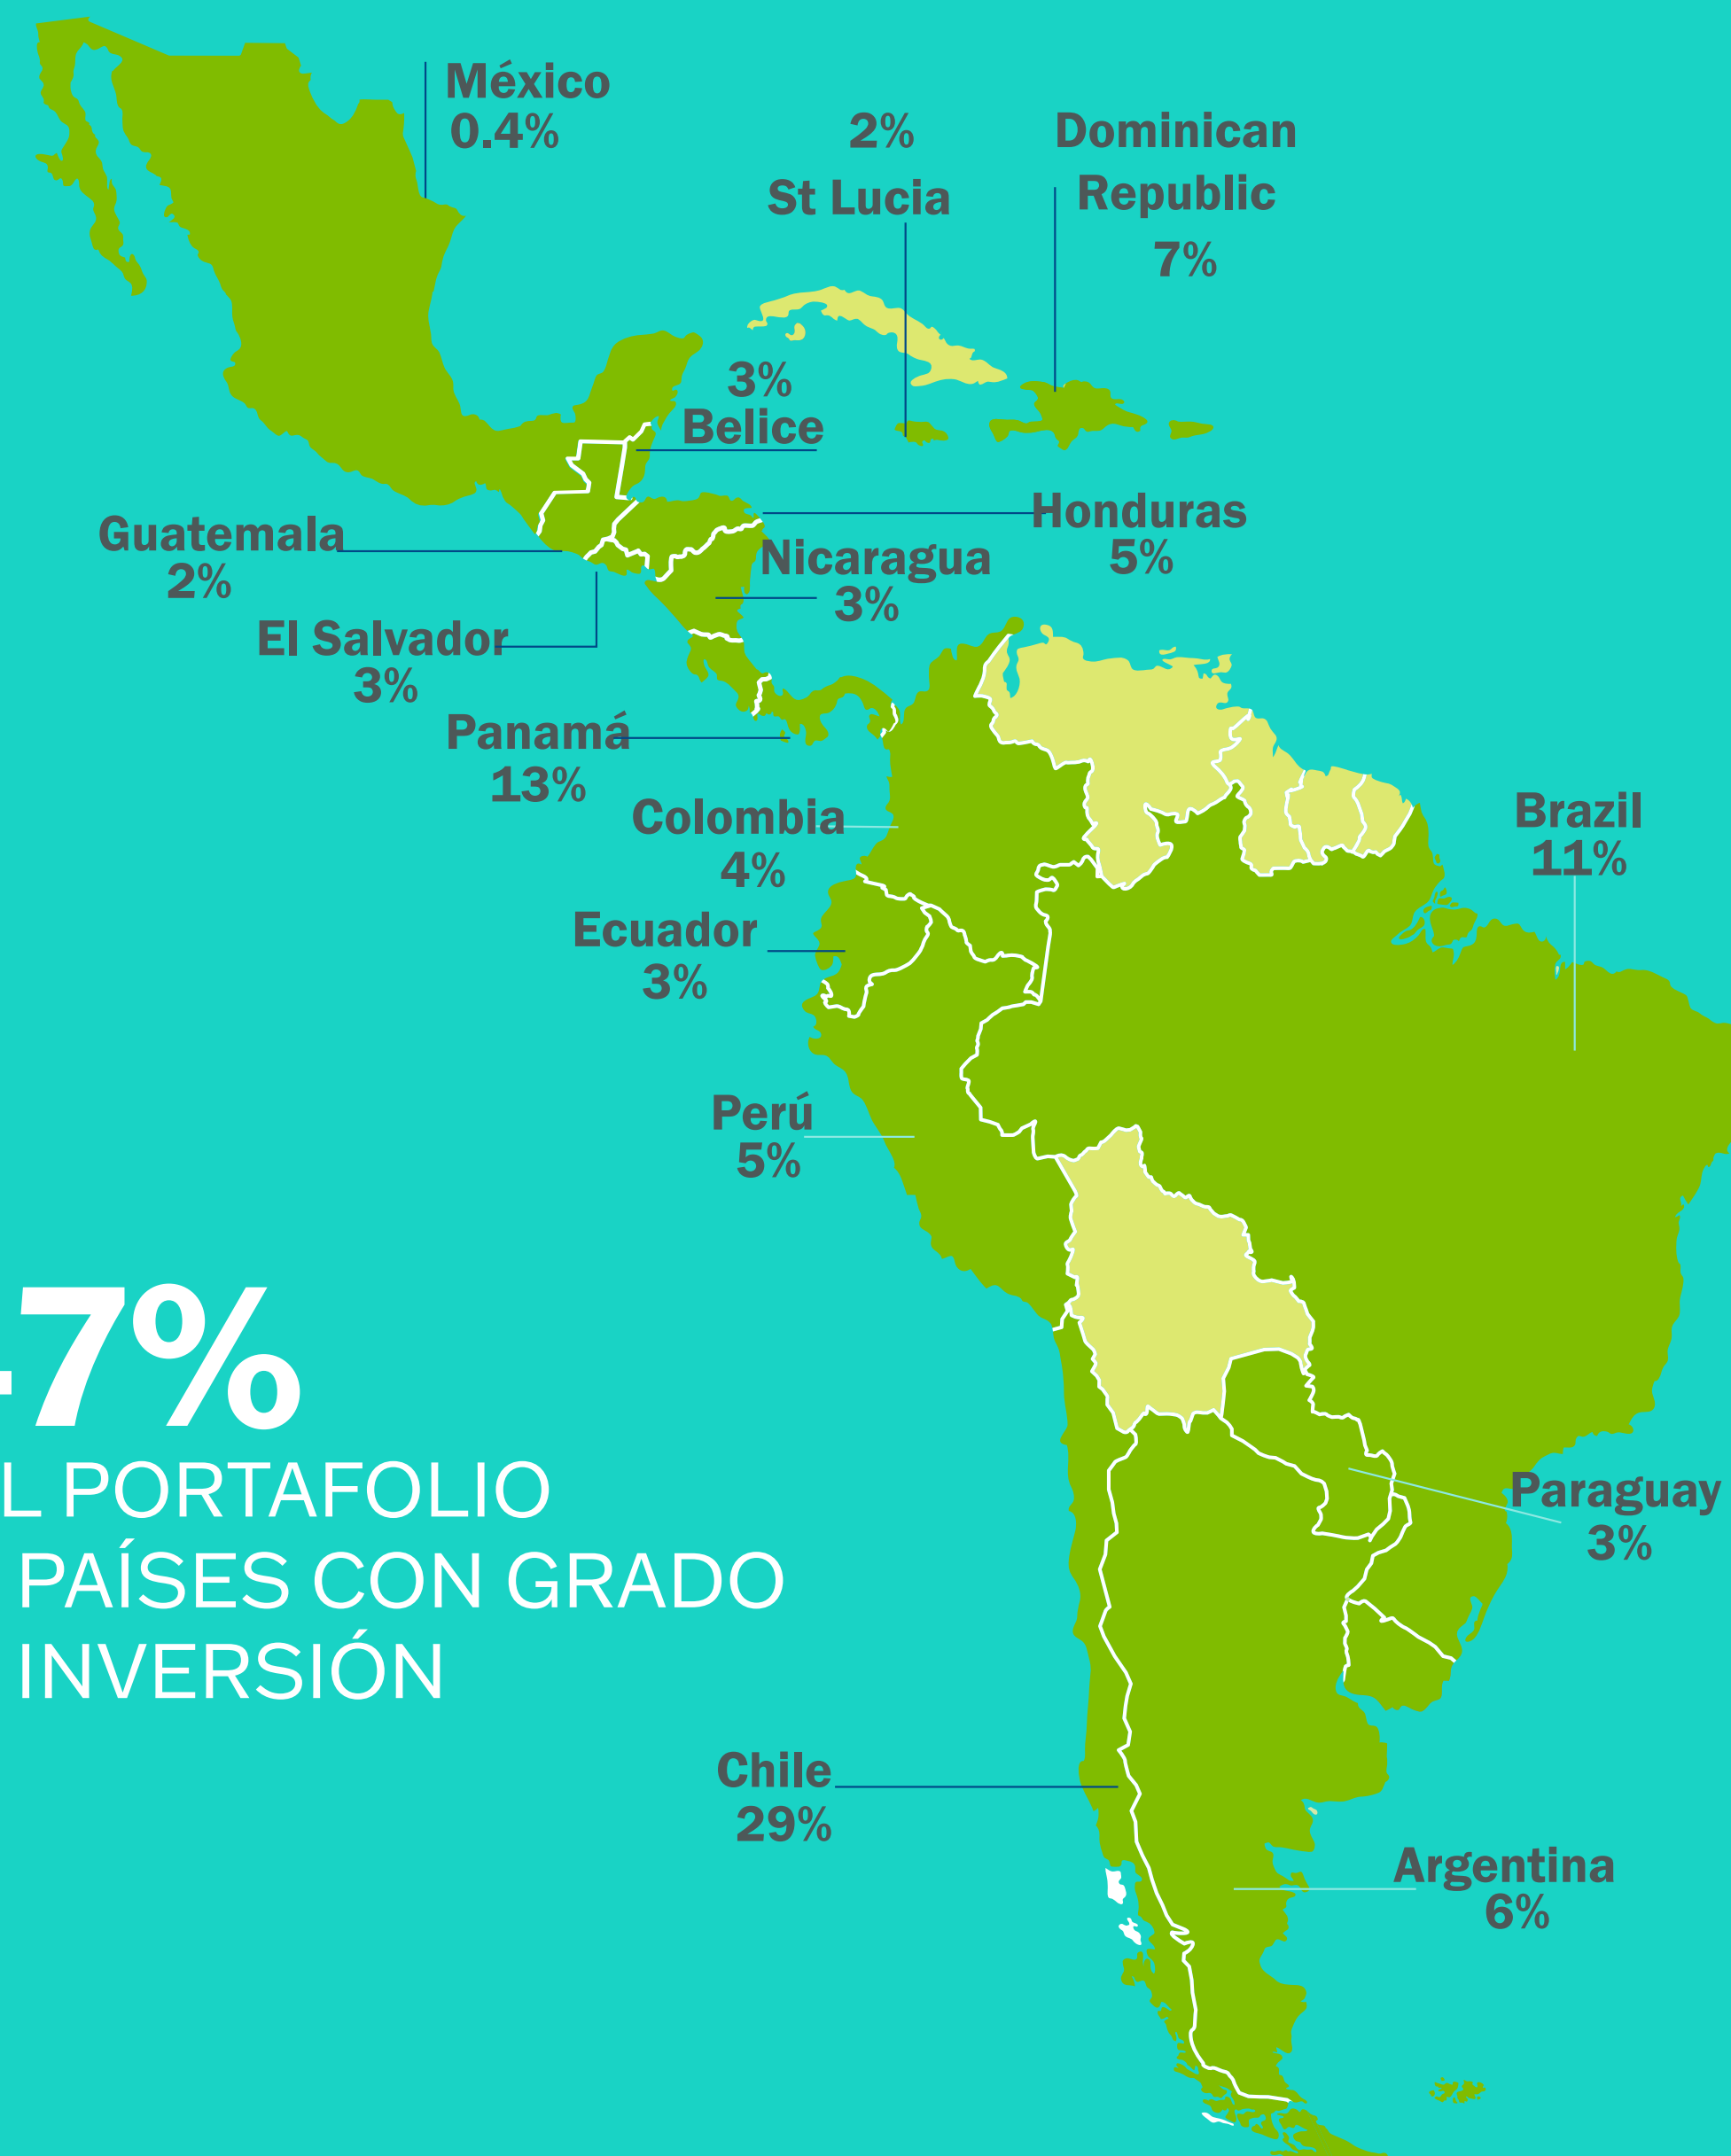 México
0.4%
2%
St Lucia
Dominican
Republic
7%
3%
Belice
Honduras
5%
Guatemala
2%
Nicaragua
3%
El Salvador
3%
Panamá
13%
Colombia
4%
Brazil
11%
Ecuador
3%
Perú
5%
7%
L PORTAFOLIO
PAÍSES CON GRADO
INVERSIÓN
Paraguay
3%
Chile
29%
Argentina
6%